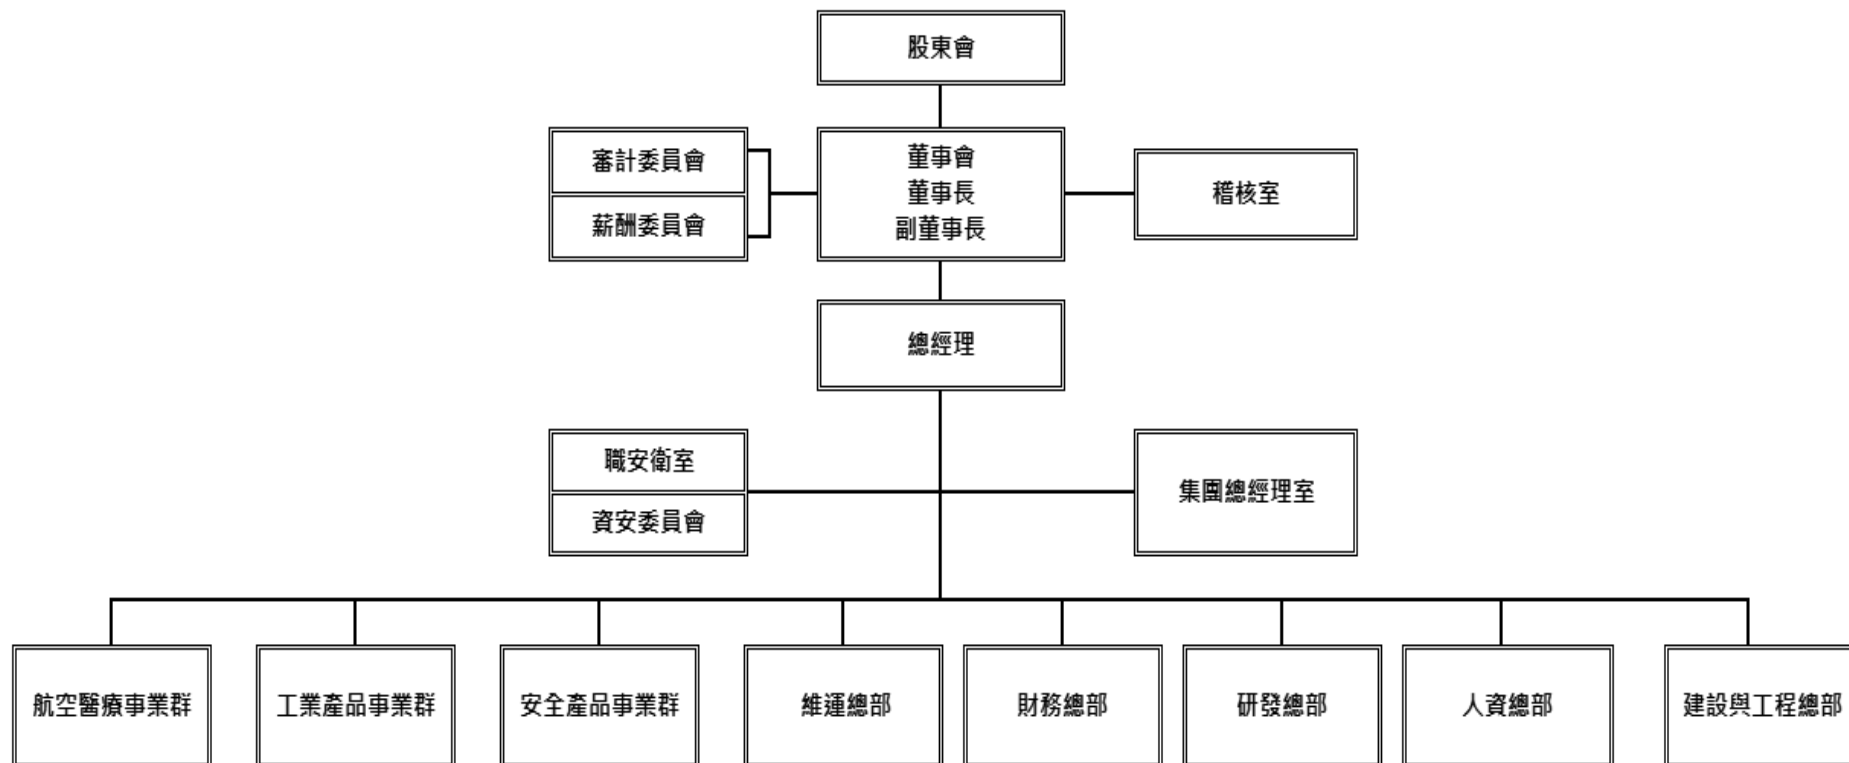 股東會
審計委員會
薪酬委員會
董事會
董事長
副董事長
稽核室
總經理
職安衛室
資安委員會
集團總經理室
航空醫療事業群
工業產品事業群
安全產品事業群
維運總部
財務總部
研發總部
人資總部
建設與工程總部